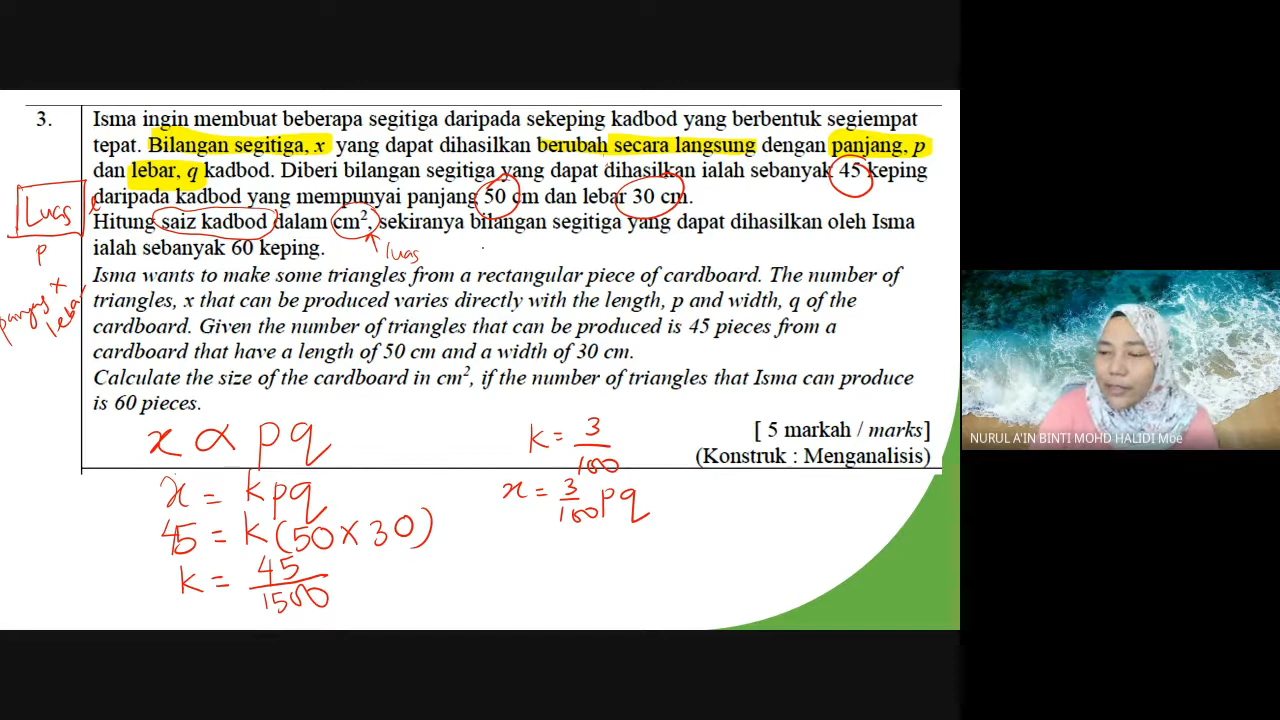 3.
Isma ingin membuat beberapa segitiga daripada sekeping kadbod yang berbentuk segiempat
tepat. Bilangan segitiga, x yang dapat dihasilkan berubah secara langsung dengan panjang, p
dan lebar, q kadbod. Diberi bilangan segitiga yang dapat dihasilkan ialah sebanyak 45 keping
daripada kadbod yang mempunyai panjang 50 cm dan lebar 30 cm.
Hitung saiz kadbod dalam cm², sekiranya bilangan segitiga yang dapat dihasilkan oleh Isma
ialah sebanyak 60 keping.
Luas
l
p
luas
panjang ×
lebar
Isma wants to make some triangles from a rectangular piece of cardboard. The number of
triangles, x that can be produced varies directly with the length, p and width, q of the
cardboard. Given the number of triangles that can be produced is 45 pieces from a
cardboard that have a length of 50 cm and a width of 30 cm.
Calculate the size of the cardboard in cm², if the number of triangles that Isma can produce
is 60 pieces.
[ 5 markah / marks]
(Konstruk : Menganalisis)
x ∝ pq
x = kpq
45 = k(50 × 30)
k = 45/1500
k = 3/100
x = 3/100 pq
NURUL A'IN BINTI MOHD HALIDI Moe